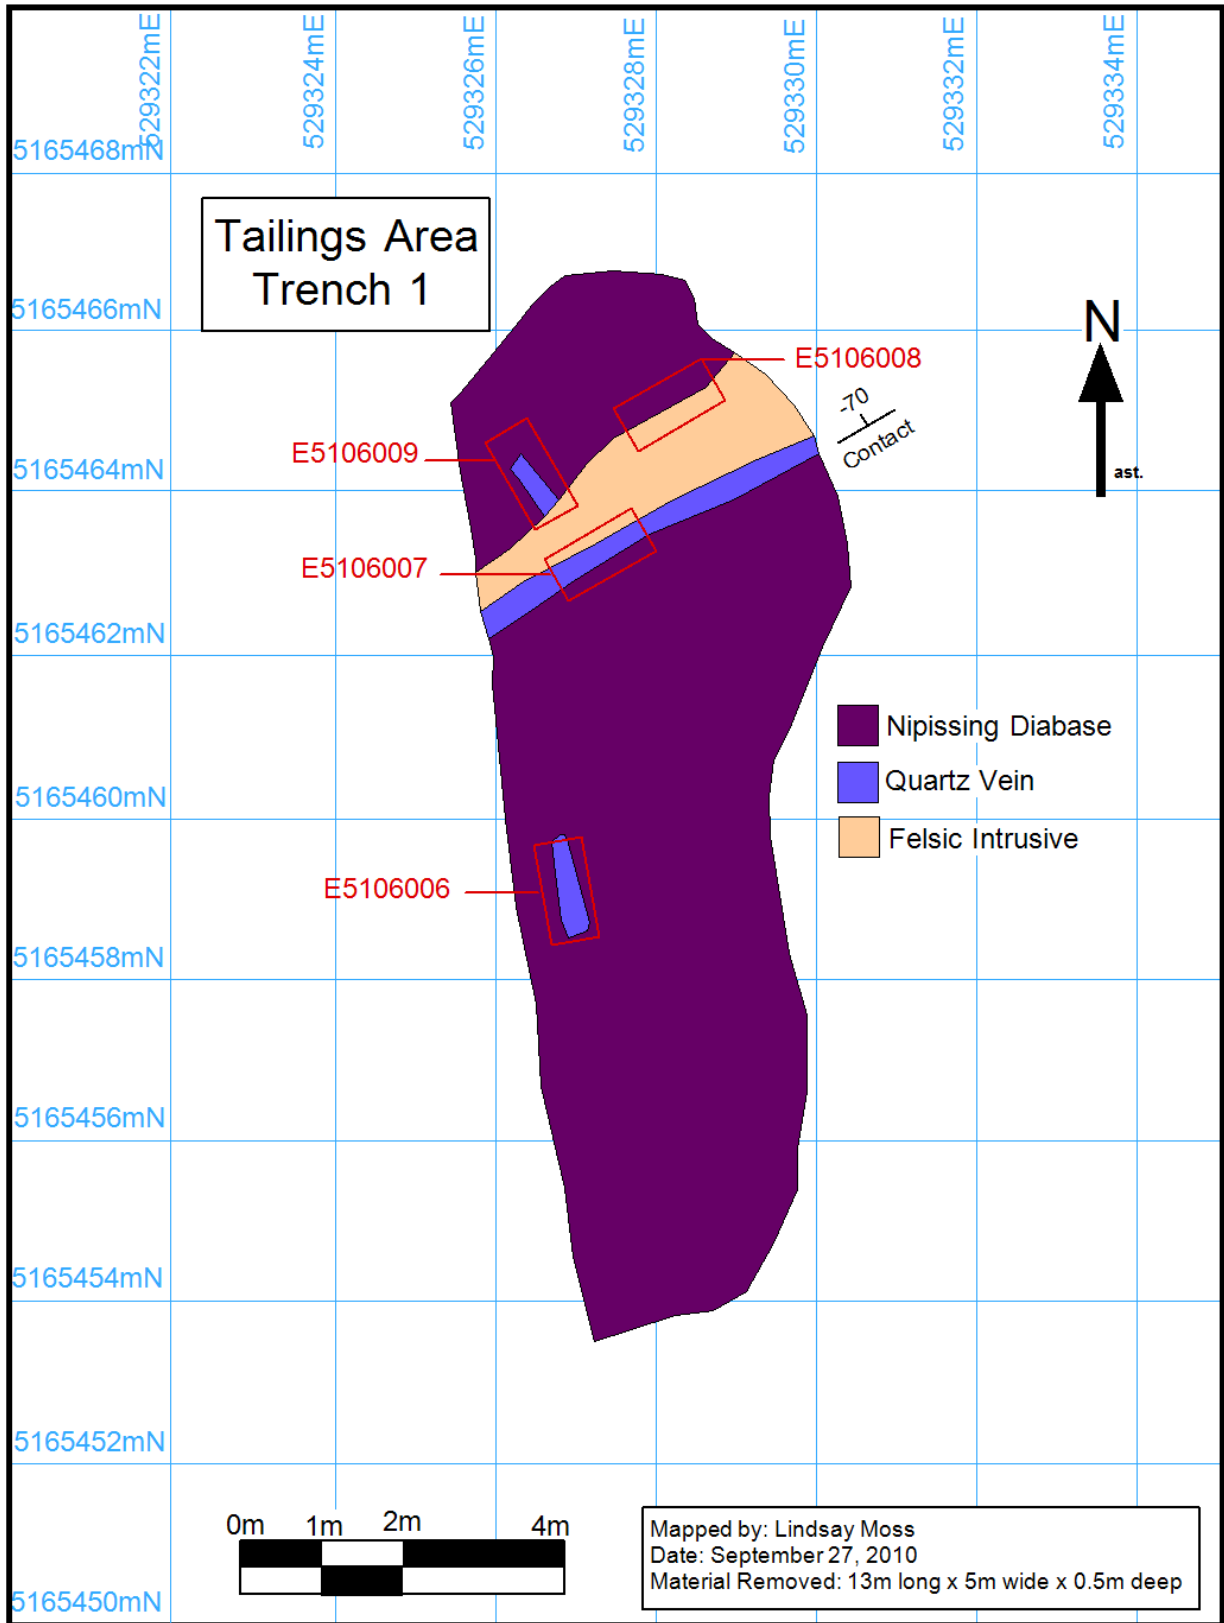 529322mE
529324mE
529326mE
529328mE
529330mE
529332mE
529334mE
5165468mN
Tailings Area
Trench 1
5165466mN
N
E5106008
-70
Contact
E5106009
5165464mN
ast.
E5106007
5165462mN
Nipissing Diabase
Quartz Vein
5165460mN
Felsic Intrusive
E5106006
5165458mN
5165456mN
5165454mN
5165452mN
0m 1m 2m 4m
Mapped by: Lindsay Moss
Date: September 27, 2010
Material Removed: 13m long x 5m wide x 0.5m deep
5165450mN